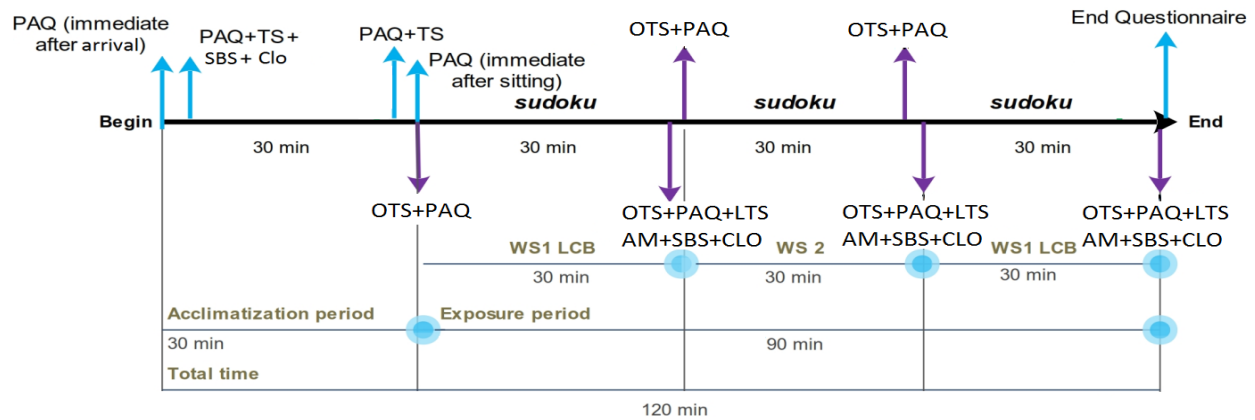 PAQ (immediate
after arrival)
PAQ+TS+
SBS+ Clo
PAQ+TS
PAQ (immediate
after sitting)
OTS+PAQ
OTS+PAQ
End Questionnaire
Begin
sudoku
sudoku
sudoku
End
30 min
30 min
30 min
30 min
OTS+PAQ
OTS+PAQ+LTS
AM+SBS+CLO
OTS+PAQ+LTS
AM+SBS+CLO
OTS+PAQ+LTS
AM+SBS+CLO
WS1 LCB
WS 2
WS1 LCB
30 min
30 min
30 min
Acclimatization period
Exposure period
30 min
90 min
Total time
120 min